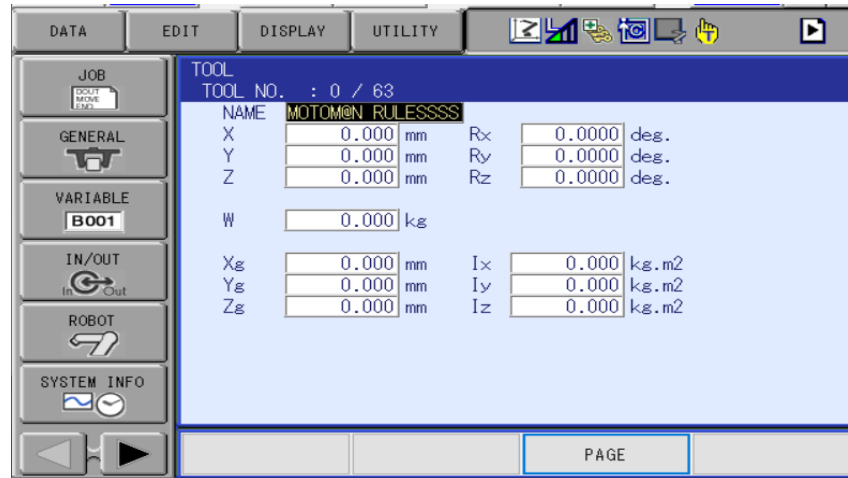 DATA EDIT DISPLAY UTILITY
JOB
DOUT
MOVE
END
GENERAL
VARIABLE
B001
IN/OUT
In Out
ROBOT
SYSTEM INFO
TOOL
TOOL NO. : 0 / 63
NAME MOTOM@N RULESSSS
X 0.000 mm Rx 0.0000 deg.
Y 0.000 mm Ry 0.0000 deg.
Z 0.000 mm Rz 0.0000 deg.
W 0.000 kg
Xg 0.000 mm Ix 0.000 kg.m2
Yg 0.000 mm Iy 0.000 kg.m2
Zg 0.000 mm Iz 0.000 kg.m2
PAGE